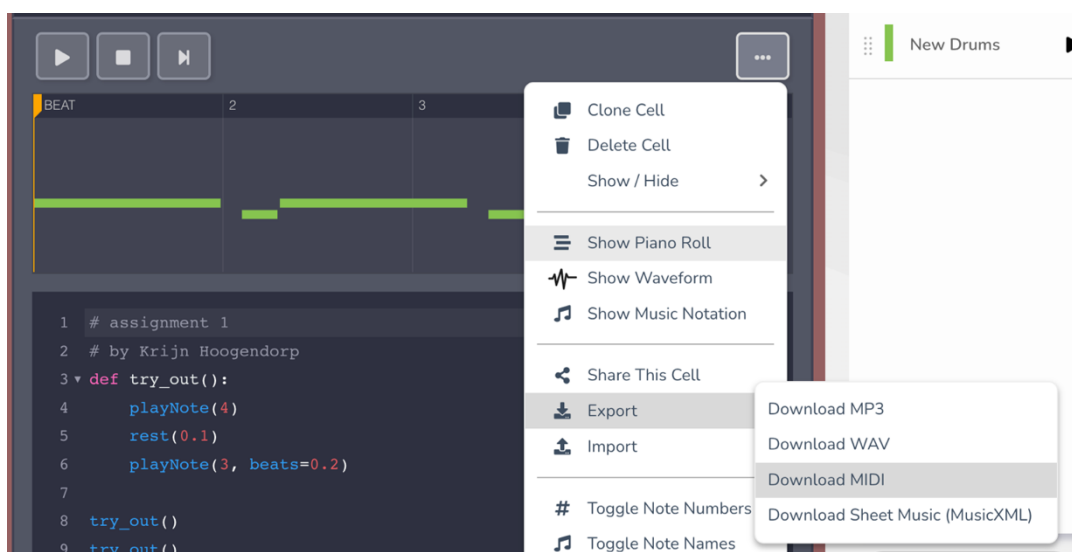 New Drums
BEAT 2 3
Clone Cell
Delete Cell
Show / Hide
Show Piano Roll
Show Waveform
Show Music Notation
Share This Cell
Export
Import
Toggle Note Numbers
Toggle Note Names
Download MP3
Download WAV
Download MIDI
Download Sheet Music (MusicXML)
1 # assignment 1
2 # by Krijn Hoogendorp
3 def try_out():
4 playNote(4)
5 rest(0.1)
6 playNote(3, beats=0.2)
7
8 try_out()
9 try_out()